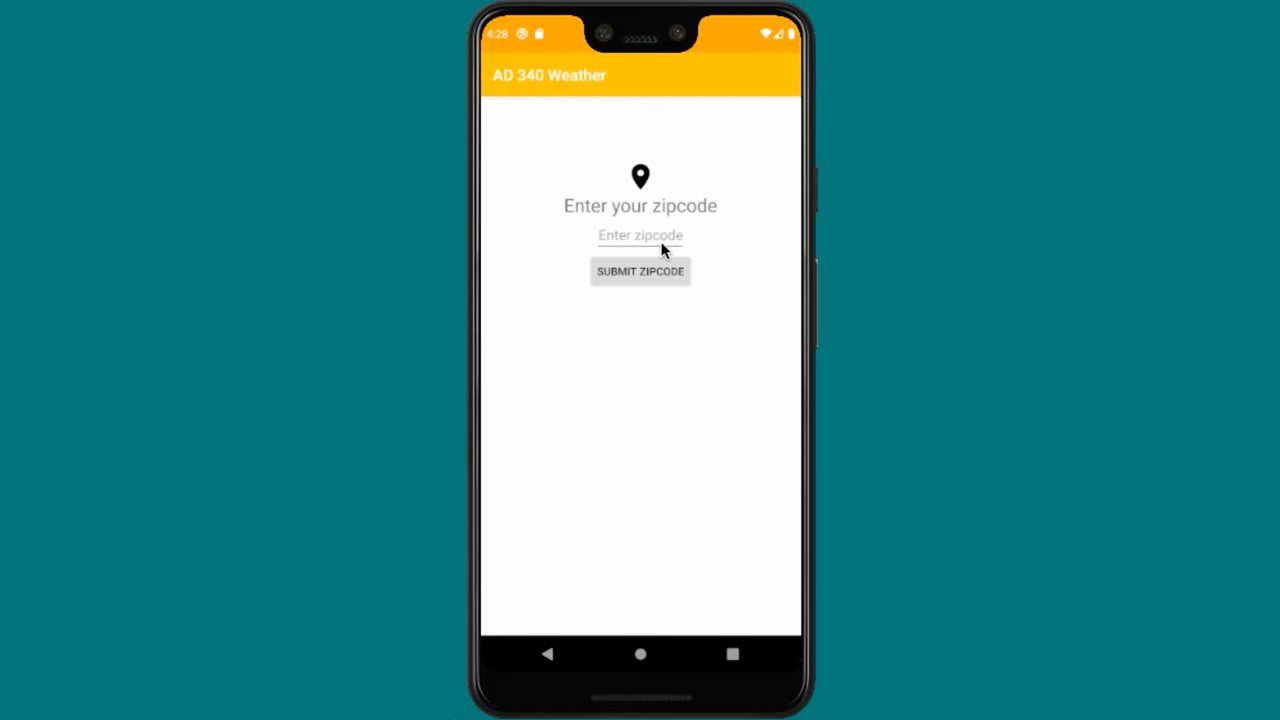 4:28
AD 340 Weather
Enter your zipcode
Enter zipcode
SUBMIT ZIPCODE